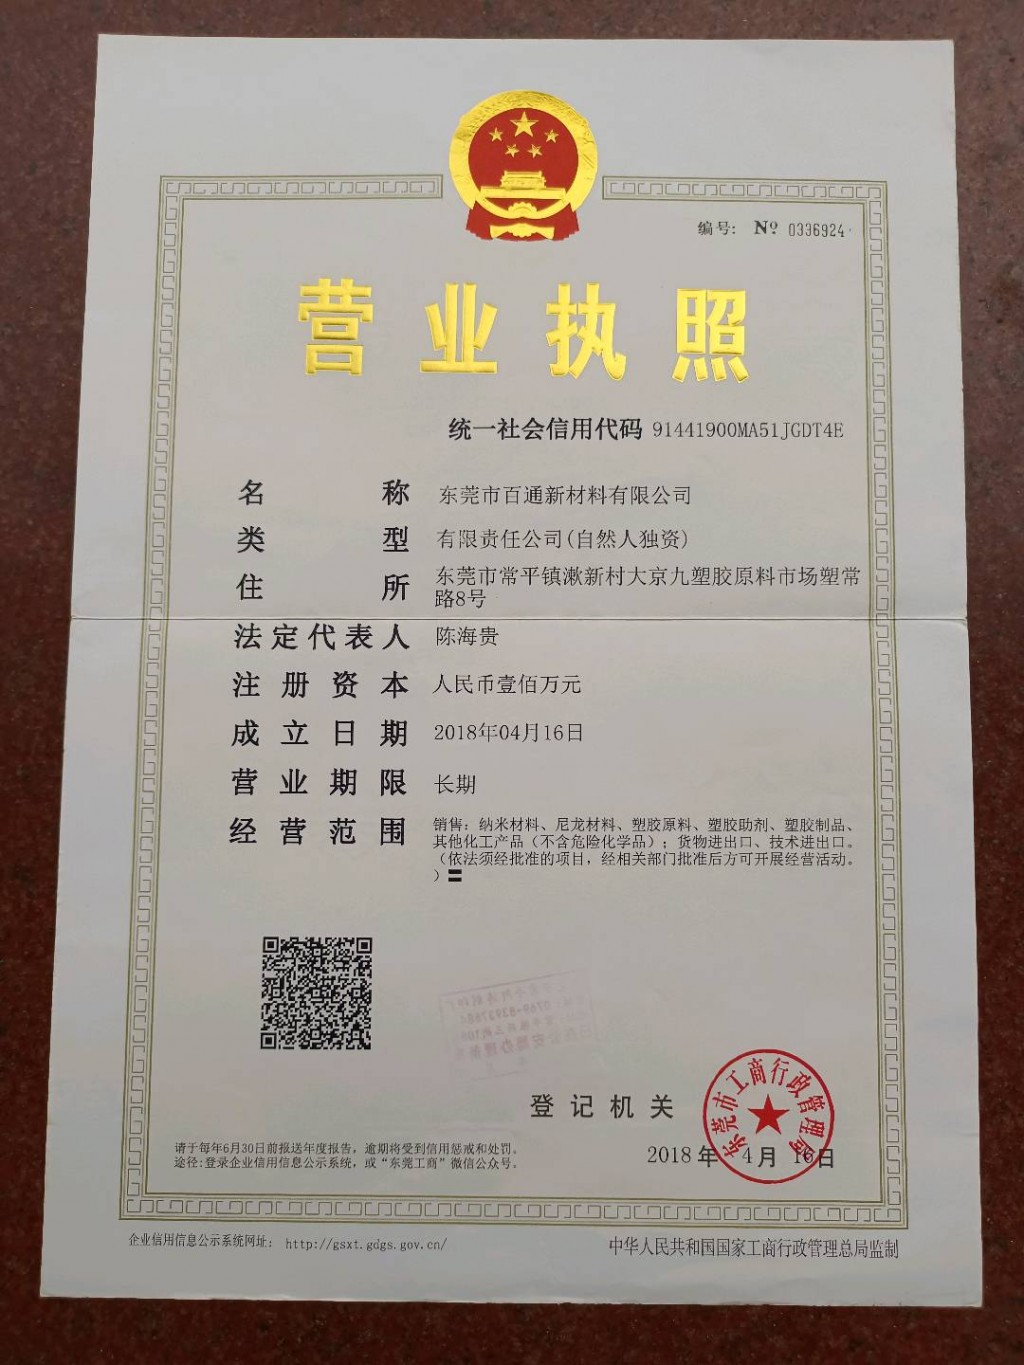 编号: Nº 0336924
营业执照
统一社会信用代码 91441900MA51JGDT4E
名称 东莞市百通新材料有限公司
类型 有限责任公司(自然人独资)
住所 东莞市常平镇漱新村大京九塑胶原料市场塑常
路8号
法定代表人 陈海贵
注册资本 人民币壹佰万元
成立日期 2018年04月16日
营业期限 长期
经营范围 销售：纳米材料、尼龙材料、塑胶原料、塑胶助剂、塑胶制品、
其他化工产品（不含危险化学品）；货物进出口、技术进出口。
（依法须经批准的项目，经相关部门批准后方可开展经营活动。
）〓
登记机关
东莞市工商行政管理局
2018年 4月 16日
请于每年6月30日前报送年度报告，逾期将受到信用惩戒和处罚。
途径:登录企业信用信息公示系统，或“东莞工商”微信公众号。
企业信用信息公示系统网址： http://gsxt.gdgs.gov.cn/
中华人民共和国国家工商行政管理总局监制